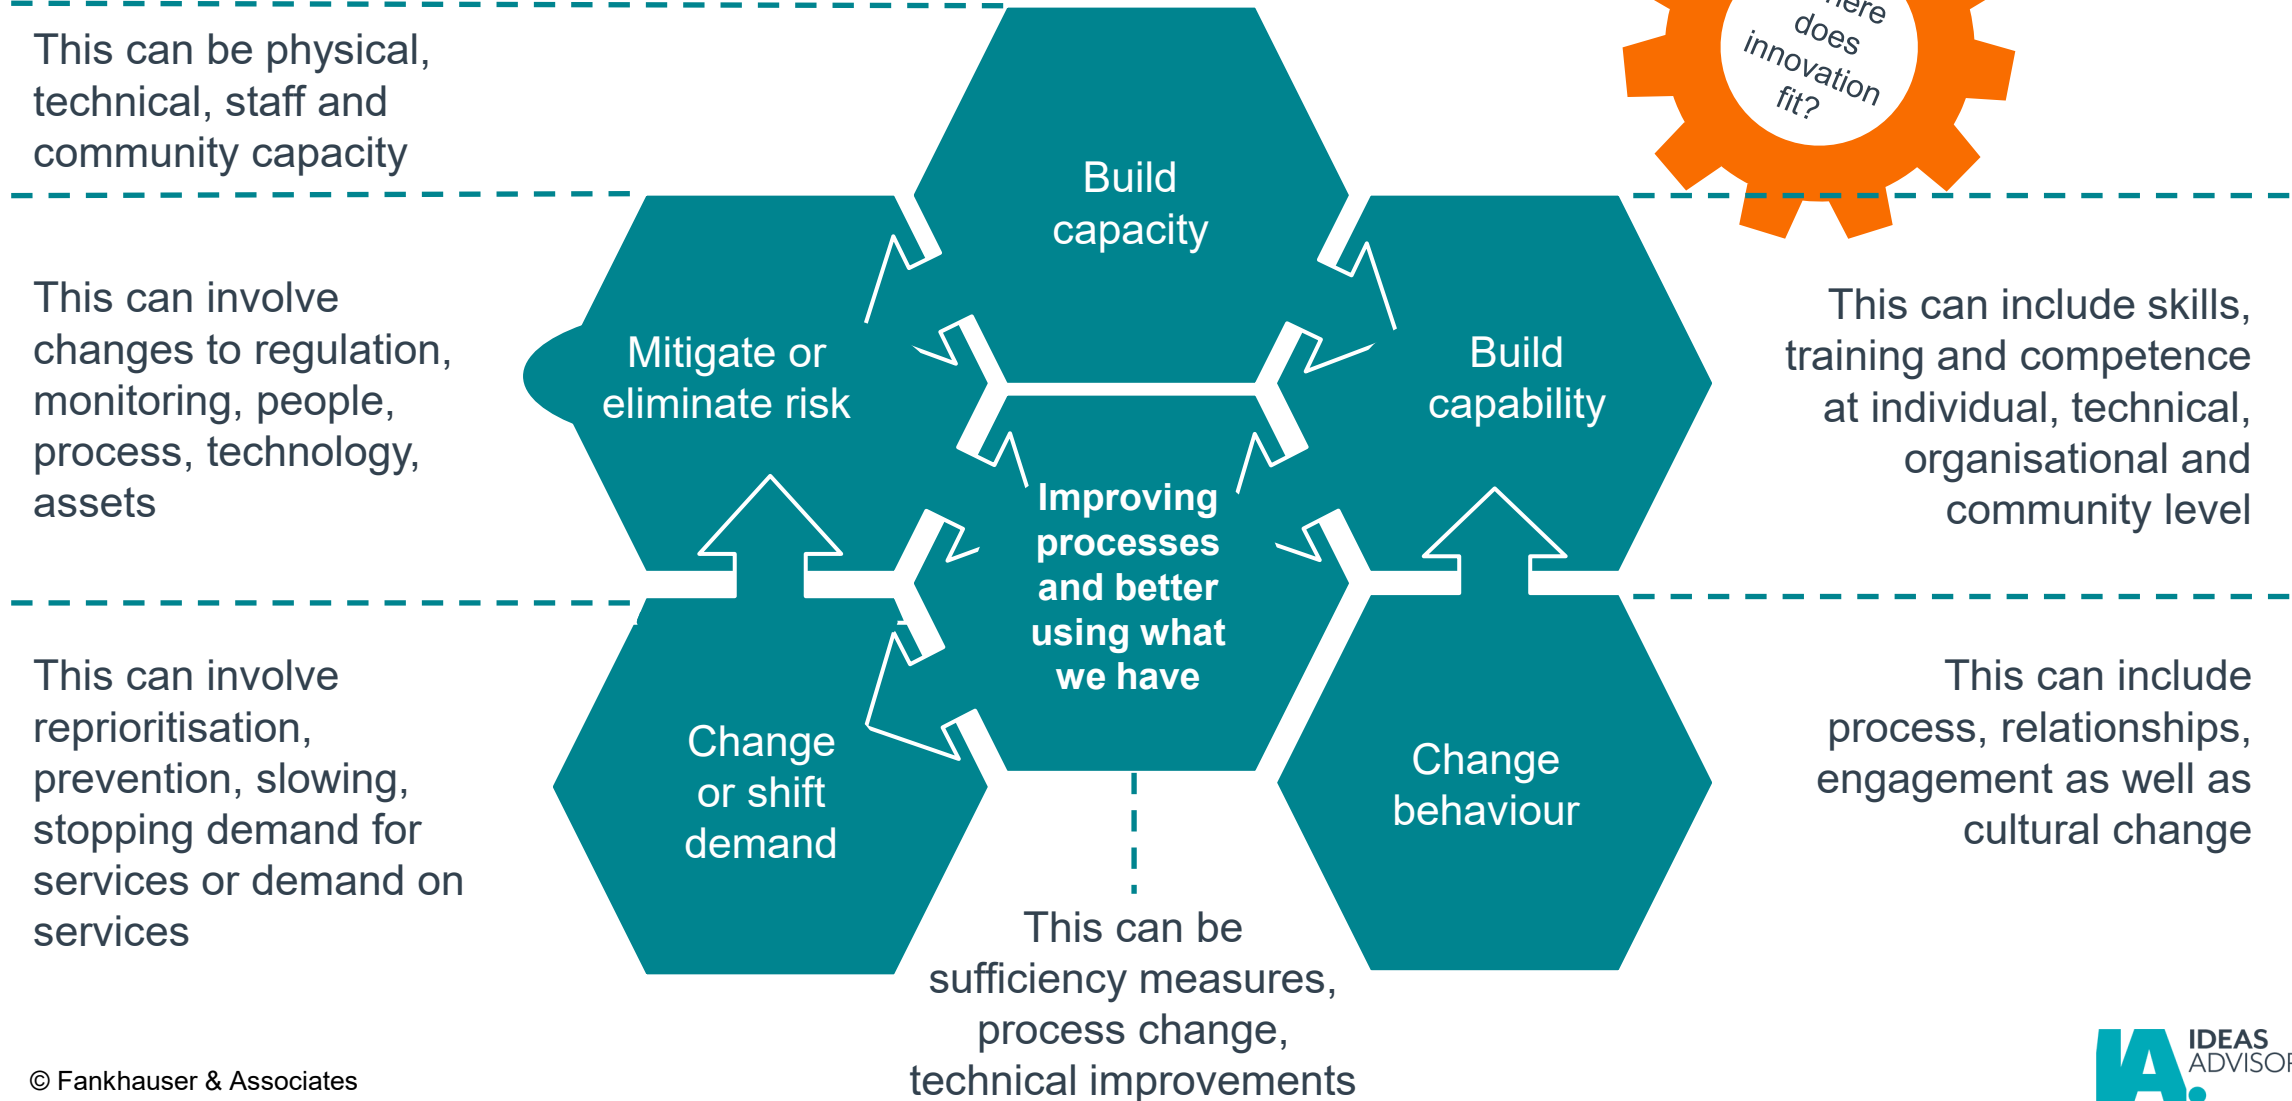 This can be physical,
technical, staff and
community capacity
This can involve
changes to regulation,
monitoring, people,
process, technology,
assets
This can involve
reprioritisation,
prevention, slowing,
stopping demand for
services or demand on
services
Build
capacity
Mitigate or
eliminate risk
Build
capability
Improving
processes
and better
using what
we have
Change
or shift
demand
Change
behaviour
This can be
sufficiency measures,
process change,
technical improvements
does
innovation
fit?
This can include skills,
training and competence
at individual, technical,
organisational and
community level
This can include
process, relationships,
engagement as well as
cultural change
© Fankhauser & Associates
IA.
IDEAS